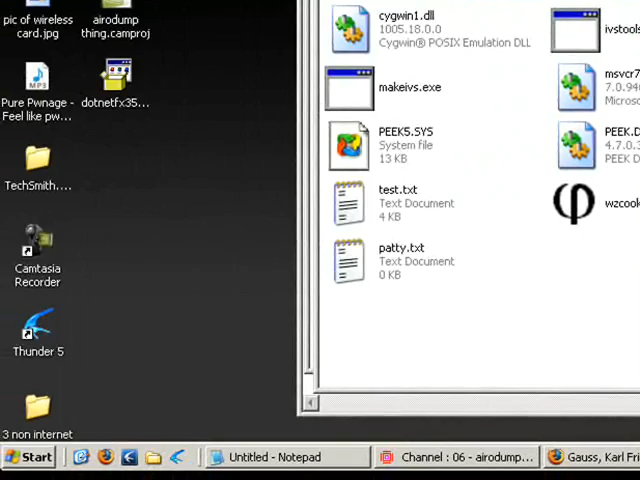 pic of wireless
card.jpg
airodump
thing.camproj
MP3
Pure Pwnage -
Feel like pw...
dotnetfx35....
TechSmith....
Camtasia
Recorder
Thunder 5
3 non internet
cygwin1.dll
1005.18.0.0
Cygwin® POSIX Emulation DLL
makeivs.exe
PEEK5.SYS
System file
13 KB
test.txt
Text Document
4 KB
patty.txt
Text Document
0 KB
ivstools
msvcr7
7.0.94
Micros
PEEK.D
4.7.0.3
PEEK D
wzcook
Start
Untitled - Notepad
Channel : 06 - airodump...
Gauss, Karl Fri